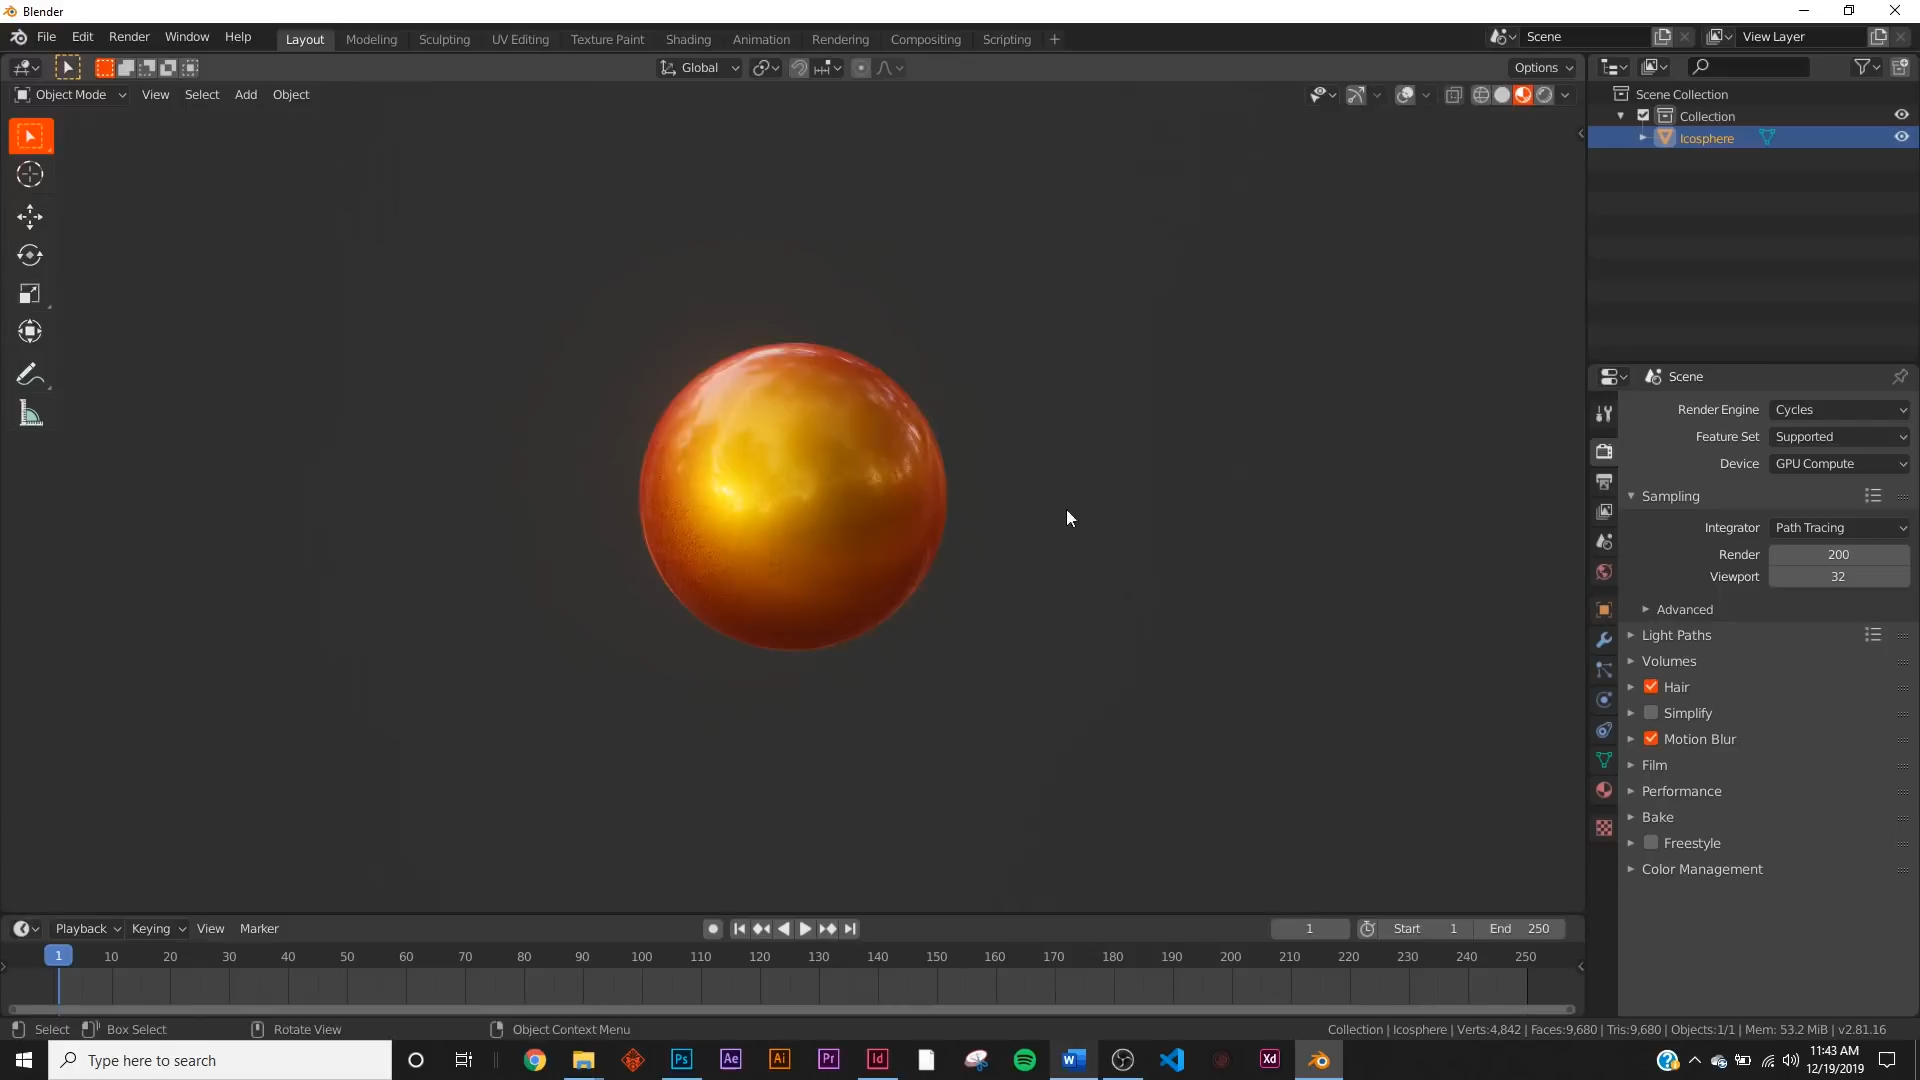 Blender
File Edit Render Window Help Layout Modeling Sculpting UV Editing Texture Paint Shading Animation Rendering Compositing Scripting + Scene View Layer
Global Options
Object Mode View Select Add Object
Scene Collection
Collection
Icosphere
Scene
Render Engine Cycles
Feature Set Supported
Device GPU Compute
Sampling
Integrator Path Tracing
Render 200
Viewport 32
Advanced
Light Paths
Volumes
Hair
Simplify
Motion Blur
Film
Performance
Bake
Freestyle
Color Management
Playback Keying View Marker 1 Start 1 End 250
1 10 20 30 40 50 60 70 80 90 100 110 120 130 140 150 160 170 180 190 200 210 220 230 240 250
Select Box Select Rotate View Object Context Menu Collection | Icosphere | Verts:4,842 | Faces:9,680 | Tris:9,680 | Objects:1/1 | Mem: 53.2 MiB | v2.81.16
Type here to search Ps Ae Ai Pr Id W Xd ? 11:43 AM
12/19/2019